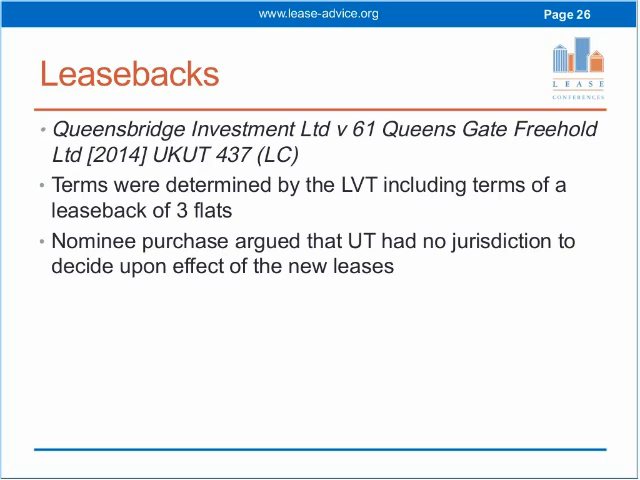 www.lease-advice.org
Page 26
Leasebacks
LEASE
CONFERENCES
• Queensbridge Investment Ltd v 61 Queens Gate Freehold
Ltd [2014] UKUT 437 (LC)
• Terms were determined by the LVT including terms of a
leaseback of 3 flats
• Nominee purchase argued that UT had no jurisdiction to
decide upon effect of the new leases